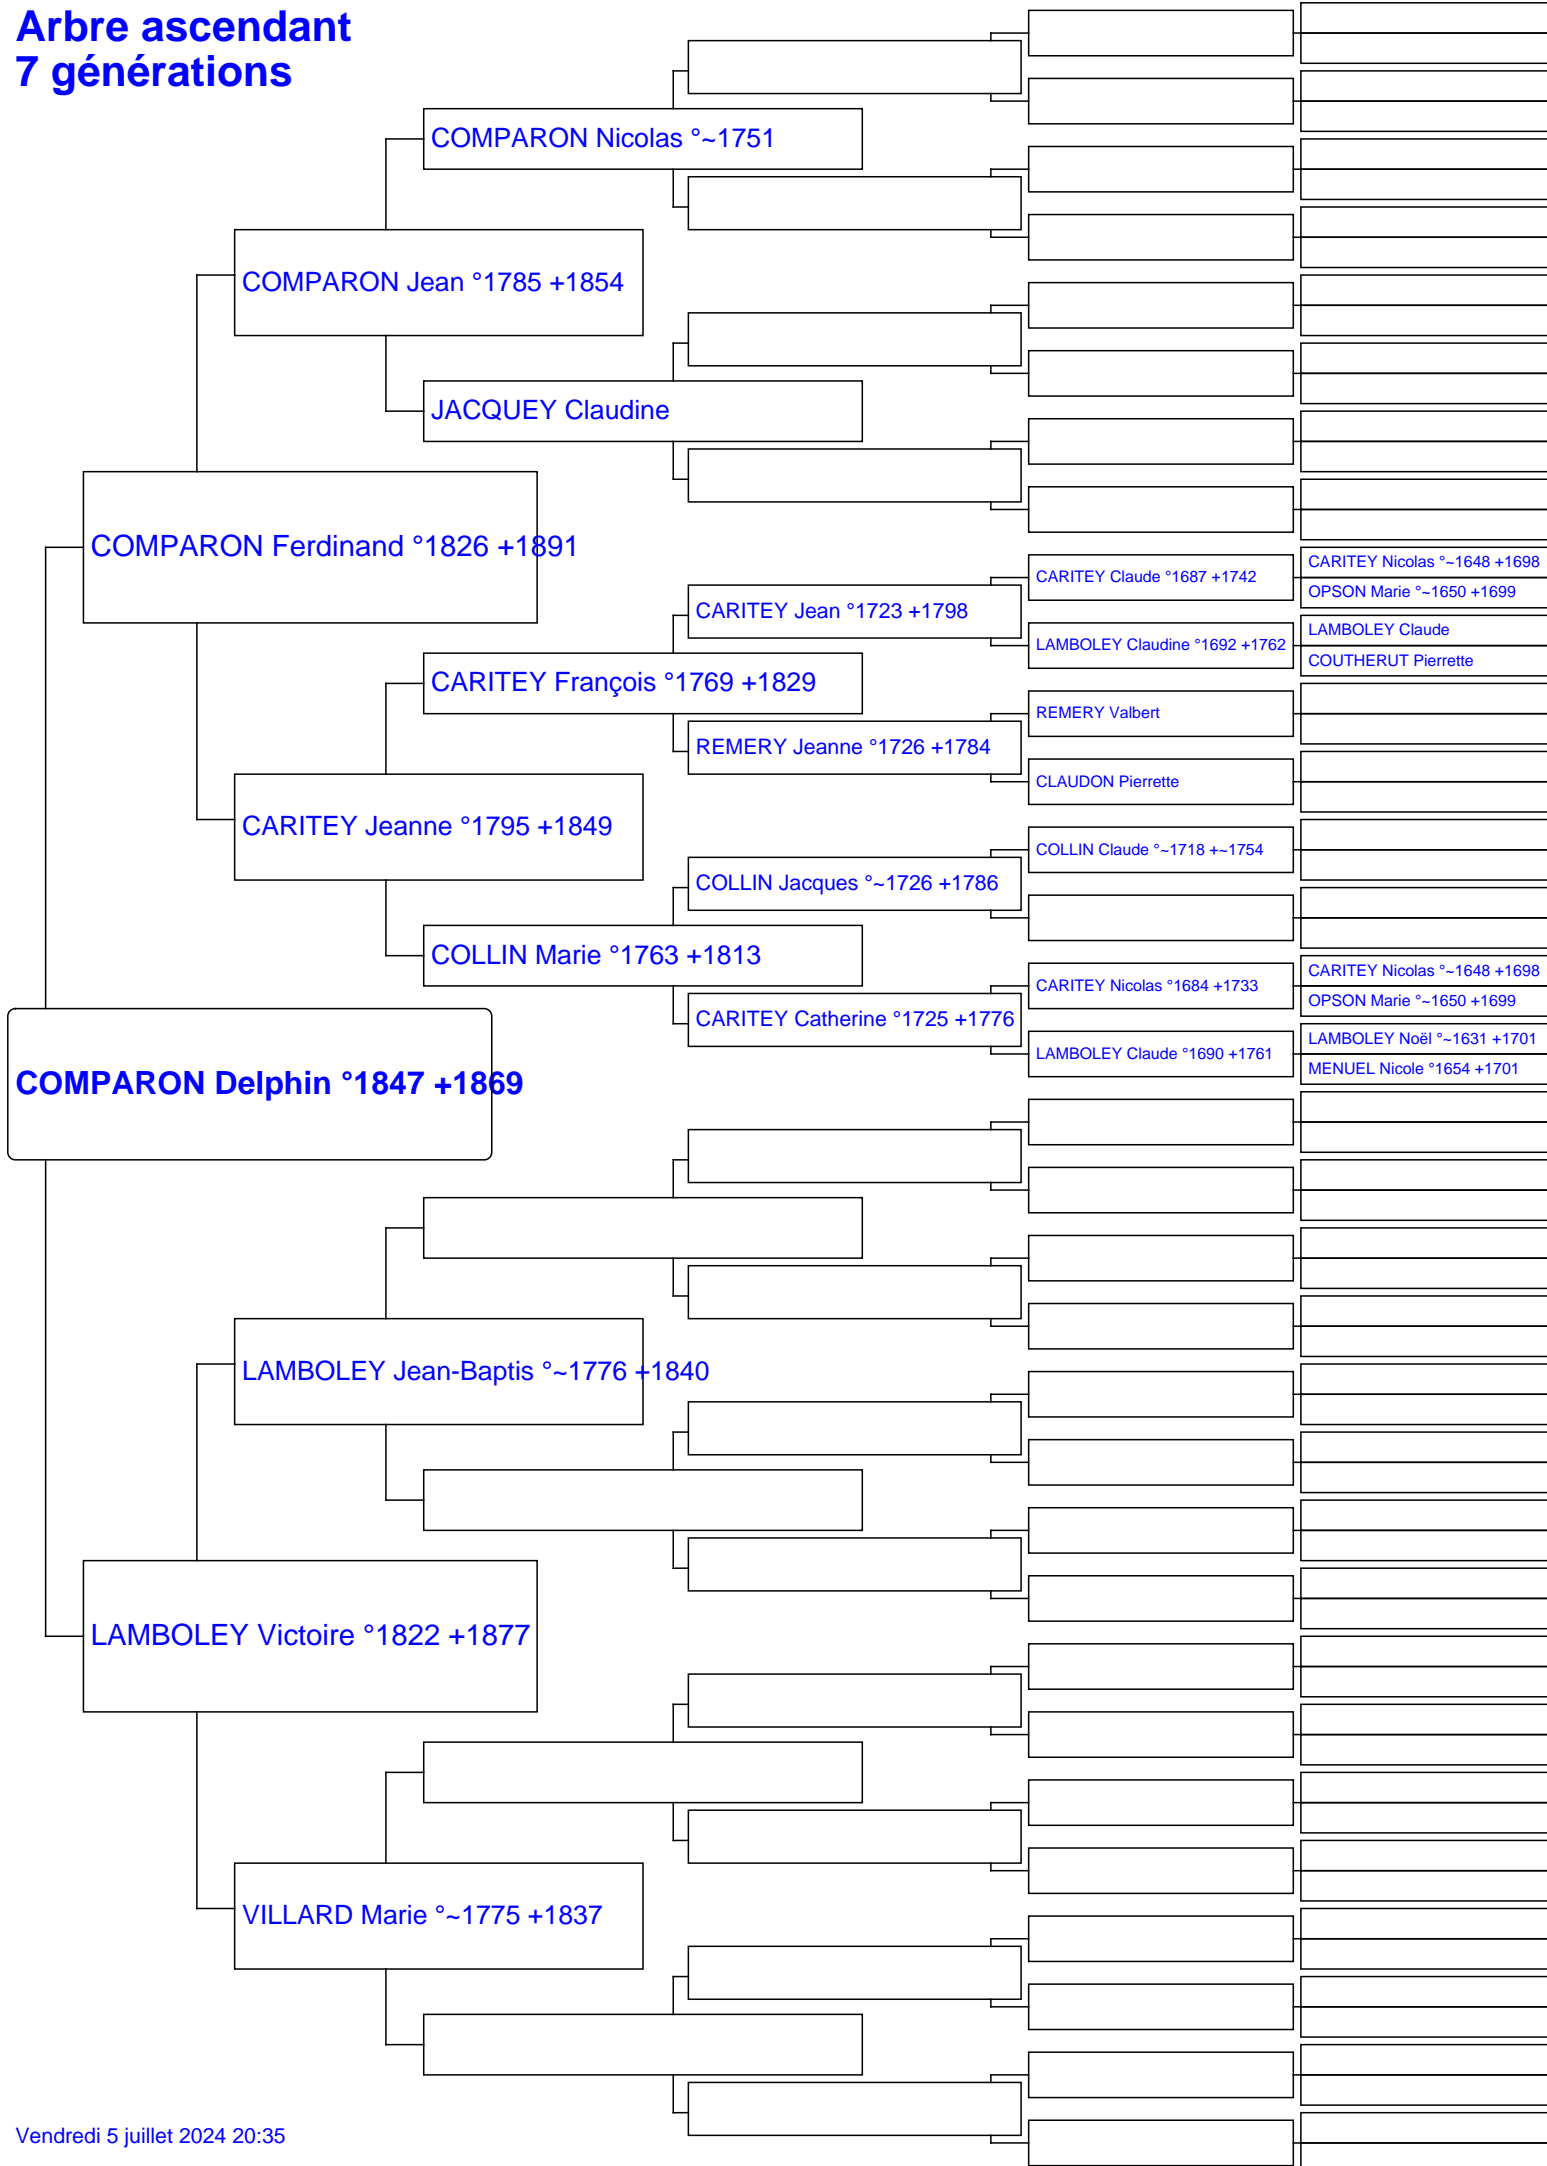 Arbre ascendant
7 générations
COMPARON Nicolas °~1751
COMPARON Jean °1785 +1854
JACQUEY Claudine
COMPARON Ferdinand °1826 +1891
CARITEY Claude °1687 +1742
CARITEY Nicolas °~1648 +1698
OPSON Marie °~1650 +1699
CARITEY Jean °1723 +1798
LAMBOLEY Claudine °1692 +1762
LAMBOLEY Claude
COUTHERUT Pierrette
CARITEY François °1769 +1829
REMERY Valbert
REMERY Jeanne °1726 +1784
CLAUDON Pierrette
CARITEY Jeanne °1795 +1849
COLLIN Claude °~1718 +~1754
COLLIN Jacques °~1726 +1786
COLLIN Marie °1763 +1813
CARITEY Nicolas °1684 +1733
CARITEY Nicolas °~1648 +1698
OPSON Marie °~1650 +1699
CARITEY Catherine °1725 +1776
LAMBOLEY Claude °1690 +1761
LAMBOLEY Noël °~1631 +1701
MENUEL Nicole °1654 +1701
COMPARON Delphin °1847 +1869
LAMBOLEY Jean-Baptis °~1776 +1840
LAMBOLEY Victoire °1822 +1877
VILLARD Marie °~1775 +1837
Vendredi 5 juillet 2024 20:35